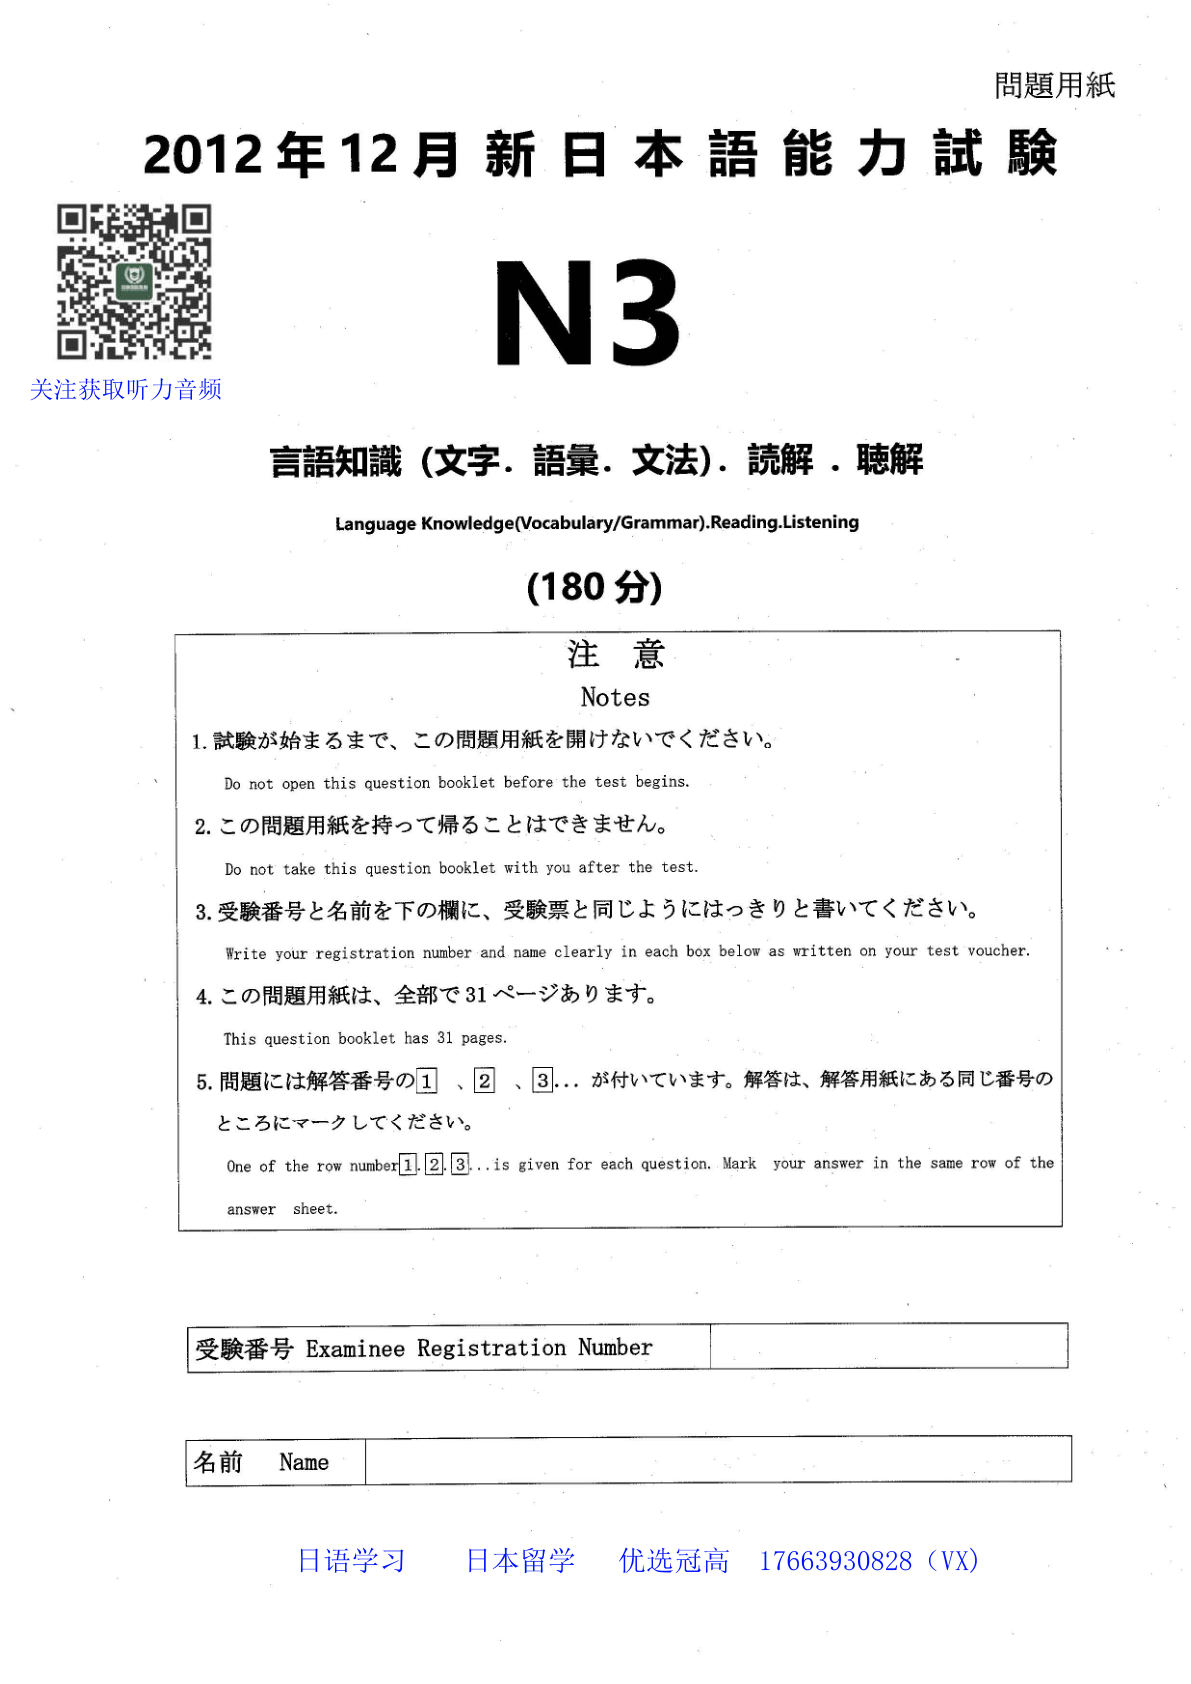 問題用紙
2012年12月新日本語能力試験
关注获取听力音频
N3
言語知識（文字．語彙．文法）．読解．聴解
Language Knowledge(Vocabulary/Grammar).Reading.Listening
(180分)
注 意
Notes
1.試験が始まるまで、この問題用紙を開けないでください。
Do not open this question booklet before the test begins.
2.この問題用紙を持って帰ることはできません。
Do not take this question booklet with you after the test.
3.受験番号と名前を下の欄に、受験票と同じようにはっきりと書いてください。
Write your registration number and name clearly in each box below as written on your test voucher.
4.この問題用紙は、全部で31ページあります。
This question booklet has 31 pages.
5.問題には解答番号の1、2、3...が付いています。解答は、解答用紙にある同じ番号の
ところにマークしてください。
One of the row number1.2.3...is given for each question. Mark your answer in the same row of the
answer sheet.
受験番号 Examinee Registration Number
名前 Name
日语学习 日本留学 优选冠高 17663930828（VX)